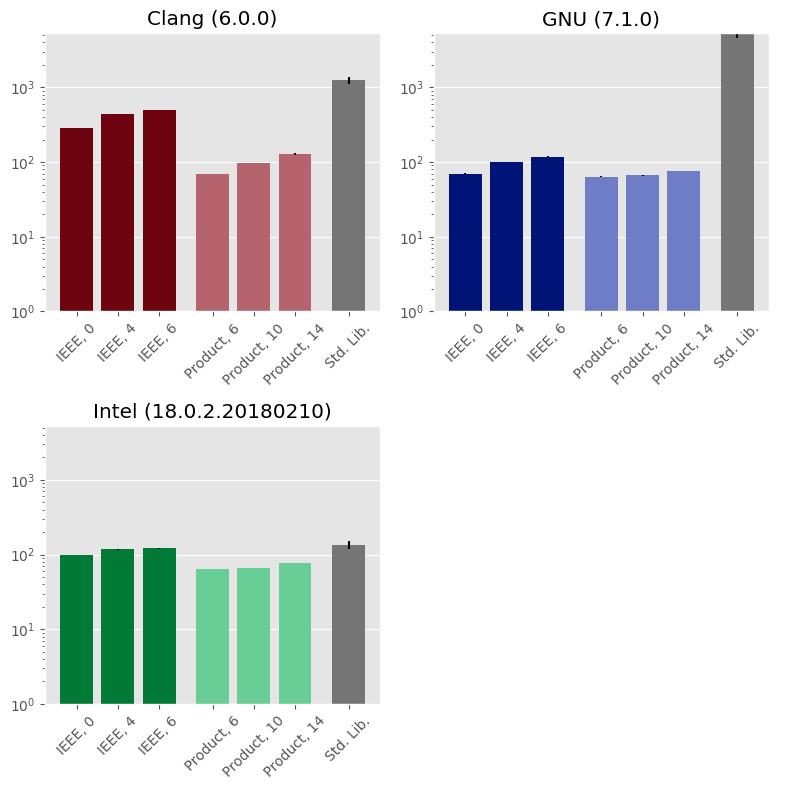 Clang (6.0.0)
10³
10²
10¹
10⁰
IEEE, 0
IEEE, 4
IEEE, 6
Product, 6
Product, 10
Product, 14
Std. Lib.
GNU (7.1.0)
10³
10²
10¹
10⁰
IEEE, 0
IEEE, 4
IEEE, 6
Product, 6
Product, 10
Product, 14
Std. Lib.
Intel (18.0.2.20180210)
10³
10²
10¹
10⁰
IEEE, 0
IEEE, 4
IEEE, 6
Product, 6
Product, 10
Product, 14
Std. Lib.